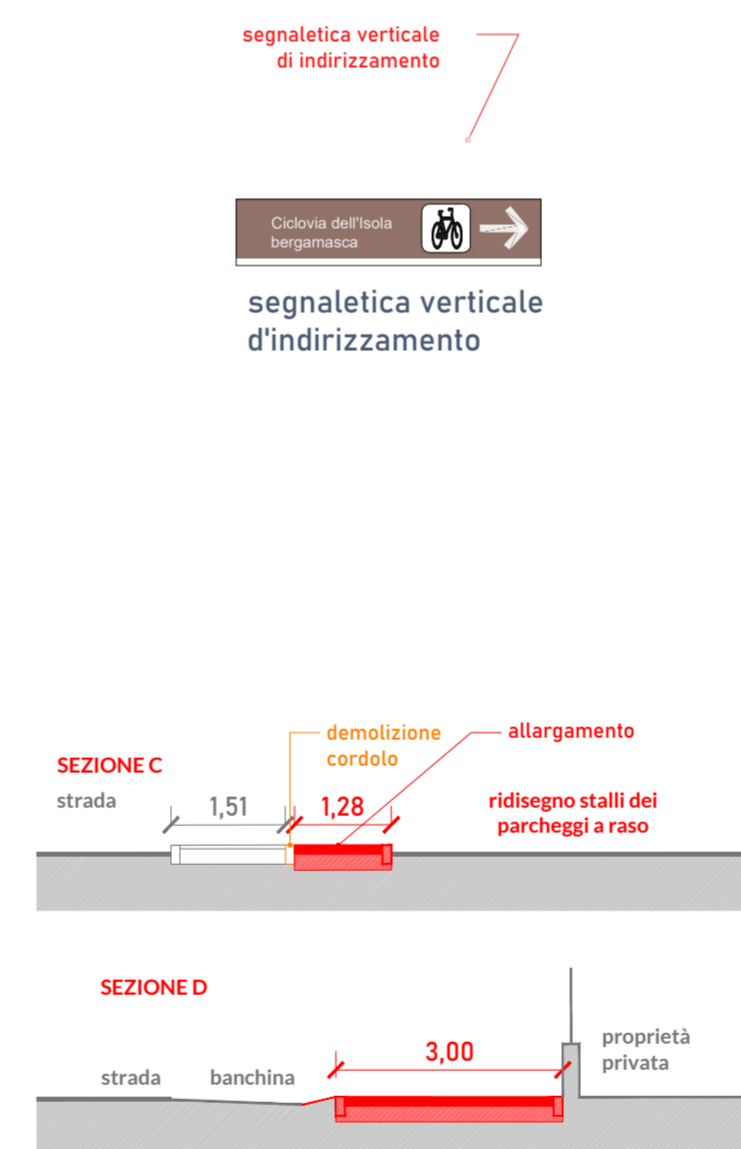 segnaletica verticale
di indirizzamento
Ciclovia dell'Isola
bergamasca
segnaletica verticale
d'indirizzamento
demolizione
cordolo
allargamento
SEZIONE C
strada
1,51
1,28
ridisegno stalli dei
parcheggi a raso
SEZIONE D
3,00
proprietà
privata
strada
banchina